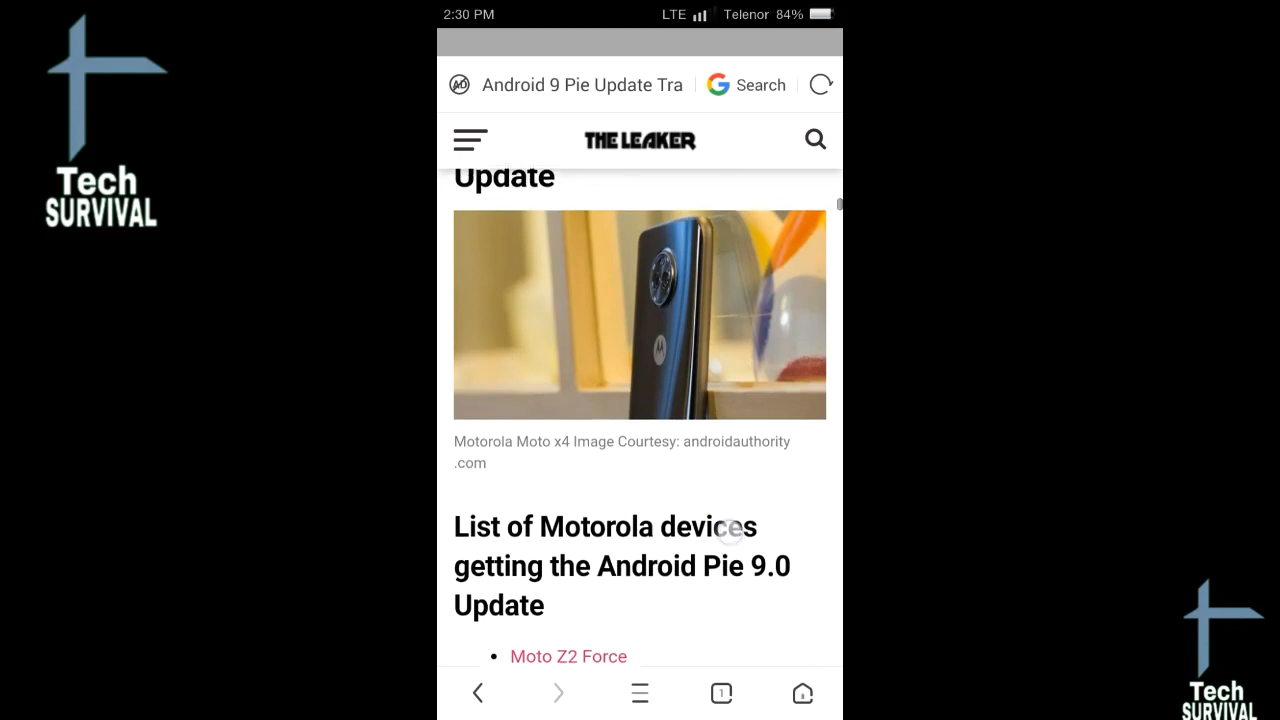 2:30 PM LTE Telenor 84%
AD Android 9 Pie Update Tra Search
THE LEAKER
Update
Motorola Moto x4 Image Courtesy: androidauthority
.com
List of Motorola devices
getting the Android Pie 9.0
Update
• Moto Z2 Force
1
Tech
SURVIVAL
Tech
SURVIVAL